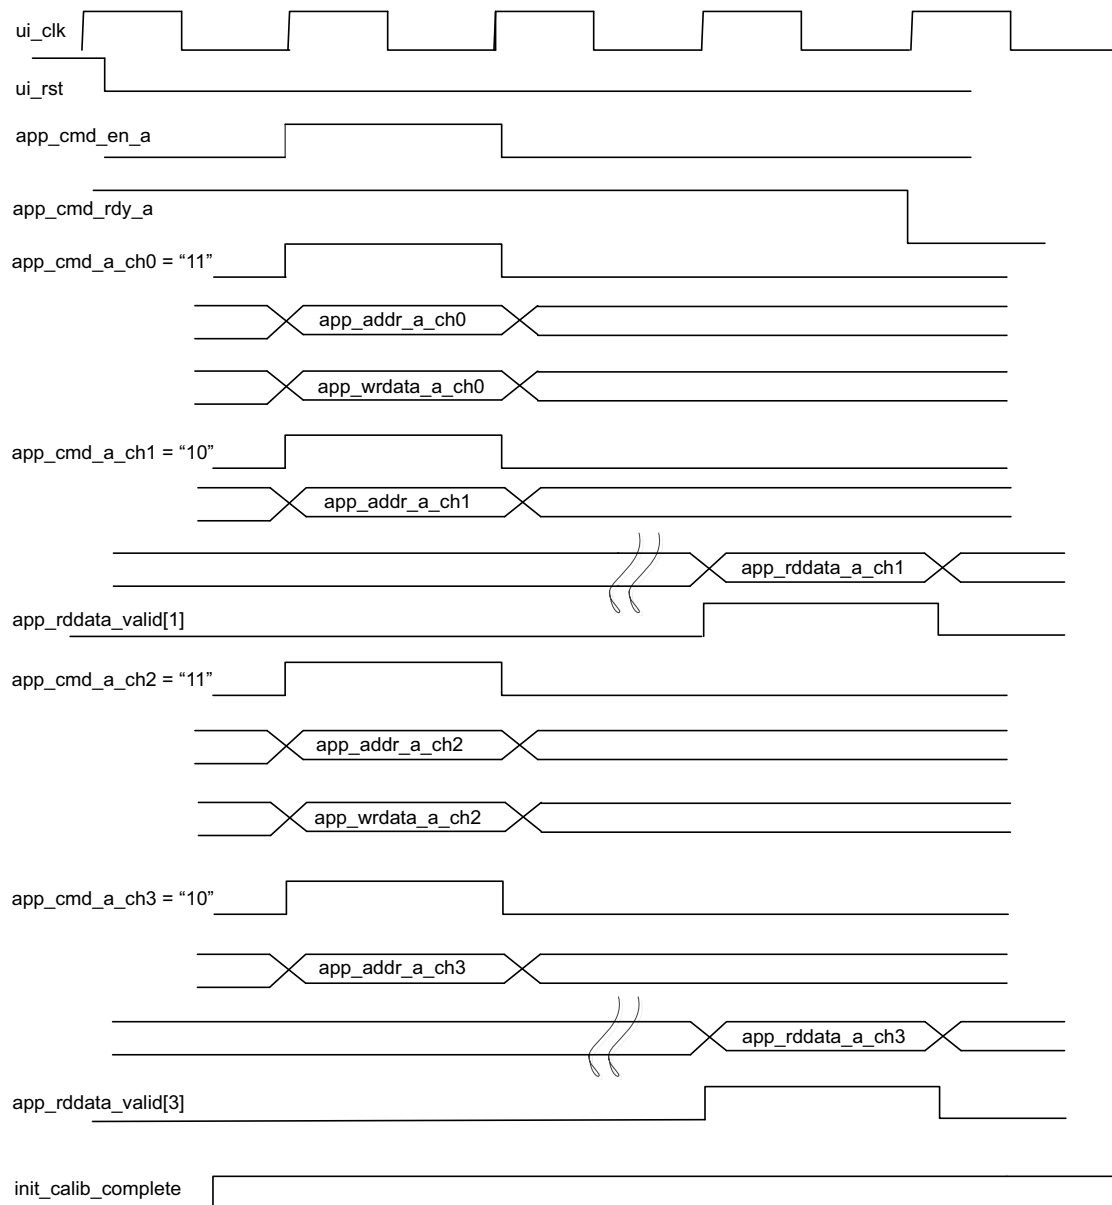 ui_clk
ui_rst
app_cmd_en_a
app_cmd_rdy_a
app_cmd_a_ch0 = “11”
app_addr_a_ch0
app_wrdata_a_ch0
app_cmd_a_ch1 = “10”
app_addr_a_ch1
app_rddata_a_ch1
app_rddata_valid[1]
app_cmd_a_ch2 = “11”
app_addr_a_ch2
app_wrdata_a_ch2
app_cmd_a_ch3 = “10”
app_addr_a_ch3
app_rddata_a_ch3
app_rddata_valid[3]
init_calib_complete